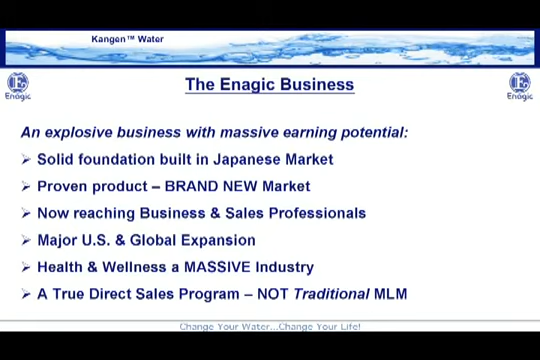 Kangen™ Water
The Enagic Business
Enagic
Enagic
An explosive business with massive earning potential:
➢ Solid foundation built in Japanese Market
➢ Proven product – BRAND NEW Market
➢ Now reaching Business & Sales Professionals
➢ Major U.S. & Global Expansion
➢ Health & Wellness a MASSIVE Industry
➢ A True Direct Sales Program – NOT Traditional MLM
Change Your Water...Change Your Life!